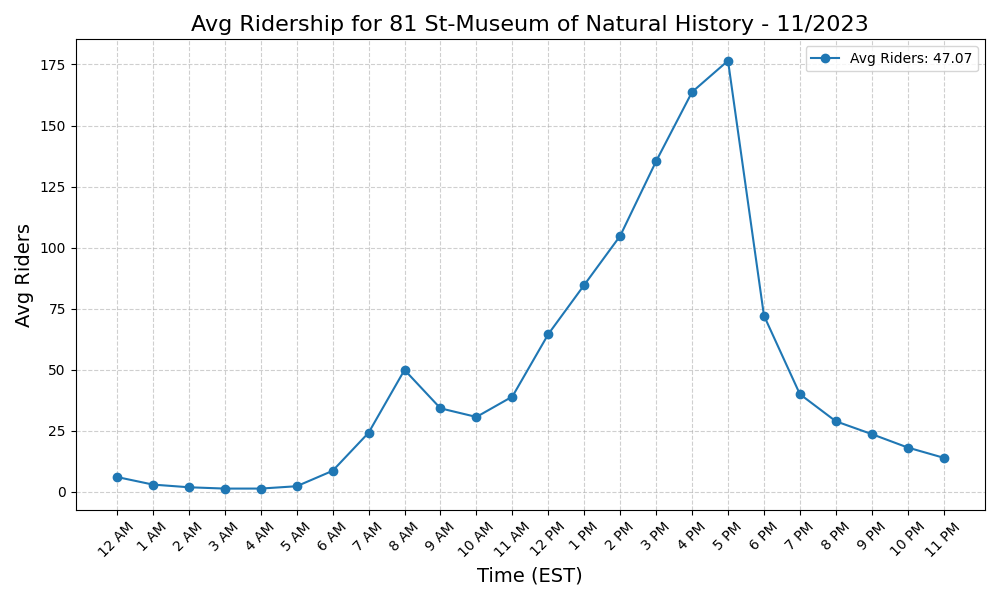 Avg Ridership for 81 St-Museum of Natural History - 11/2023
Avg Riders: 47.07
175
150
125
100
75
50
25
0
Avg Riders
12 AM
1 AM
2 AM
3 AM
4 AM
5 AM
6 AM
7 AM
8 AM
9 AM
10 AM
11 AM
12 PM
1 PM
2 PM
3 PM
4 PM
5 PM
6 PM
7 PM
8 PM
9 PM
10 PM
11 PM
Time (EST)